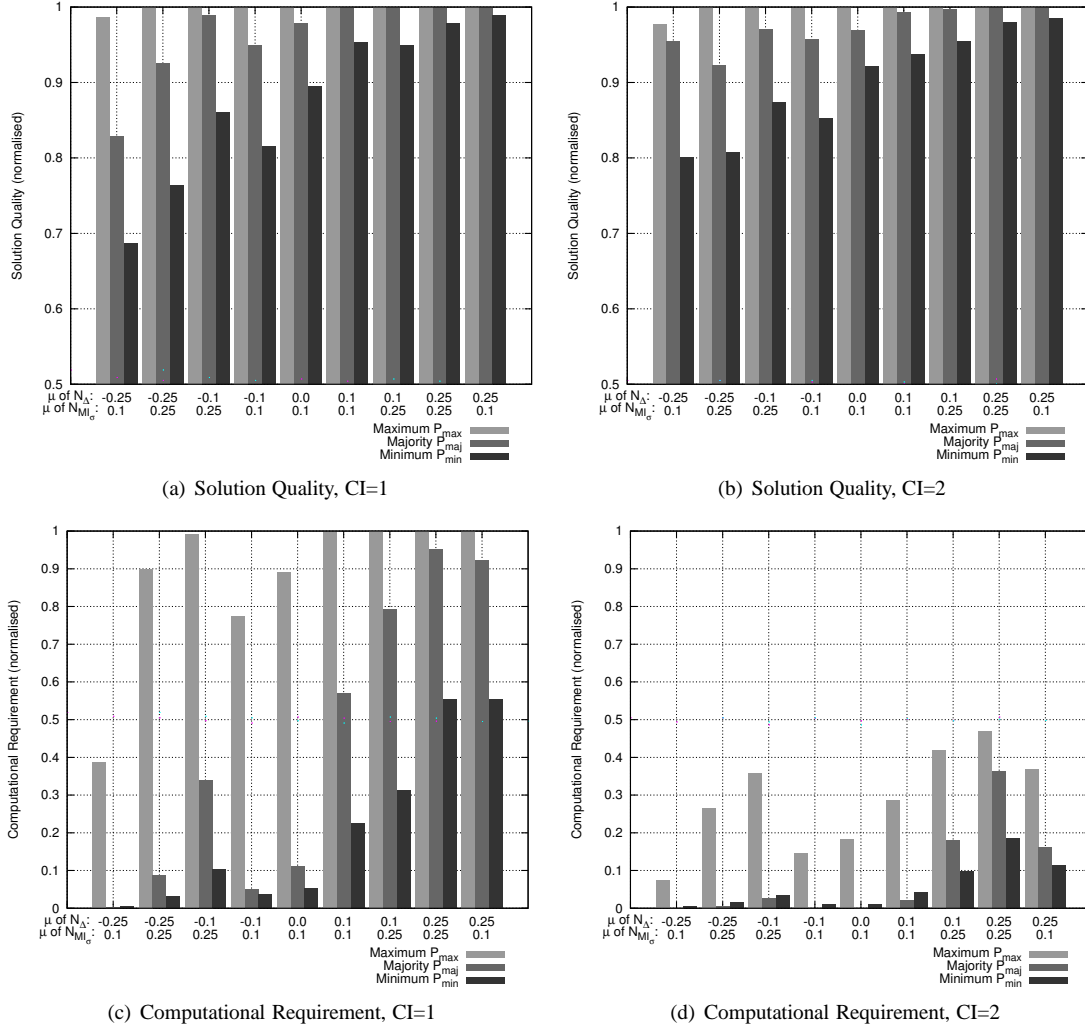 1
0.9
0.8
0.7
0.6
0.5
Solution Quality (normalised)
μ of N_Δ: -0.25 -0.25 -0.1 -0.1 0.0 0.1 0.1 0.25 0.25
μ of N_MI_σ: 0.1 0.25 0.25 0.1 0.1 0.1 0.25 0.25 0.1
Maximum P_max
Majority P_maj
Minimum P_min
(a) Solution Quality, CI=1
1
0.9
0.8
0.7
0.6
0.5
Solution Quality (normalised)
μ of N_Δ: -0.25 -0.25 -0.1 -0.1 0.0 0.1 0.1 0.25 0.25
μ of N_MI_σ: 0.1 0.25 0.25 0.1 0.1 0.1 0.25 0.25 0.1
Maximum P_max
Majority P_maj
Minimum P_min
(b) Solution Quality, CI=2
1
0.9
0.8
0.7
0.6
0.5
0.4
0.3
0.2
0.1
0
Computational Requirement (normalised)
μ of N_Δ: -0.25 -0.25 -0.1 -0.1 0.0 0.1 0.1 0.25 0.25
μ of N_MI_σ: 0.1 0.25 0.25 0.1 0.1 0.1 0.25 0.25 0.1
Maximum P_max
Majority P_maj
Minimum P_min
(c) Computational Requirement, CI=1
1
0.9
0.8
0.7
0.6
0.5
0.4
0.3
0.2
0.1
0
Computational Requirement (normalised)
μ of N_Δ: -0.25 -0.25 -0.1 -0.1 0.0 0.1 0.1 0.25 0.25
μ of N_MI_σ: 0.1 0.25 0.25 0.1 0.1 0.1 0.25 0.25 0.1
Maximum P_max
Majority P_maj
Minimum P_min
(d) Computational Requirement, CI=2